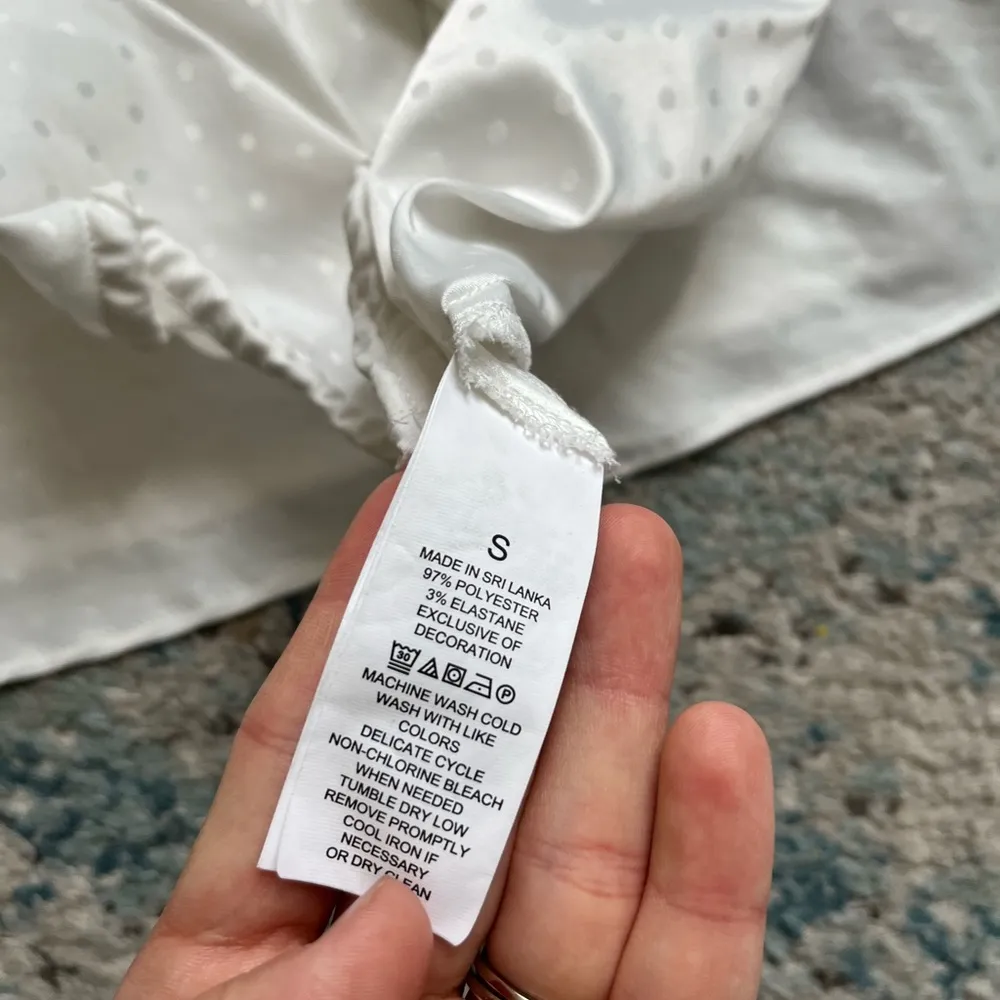 S
MADE IN SRI LANKA
97% POLYESTER
3% ELASTANE
EXCLUSIVE OF
DECORATION
30 P
MACHINE WASH COLD
WASH WITH LIKE
COLORS
DELICATE CYCLE
NON-CHLORINE BLEACH
WHEN NEEDED
TUMBLE DRY LOW
REMOVE PROMPTLY
COOL IRON IF
NECESSARY
OR DRY CLEAN